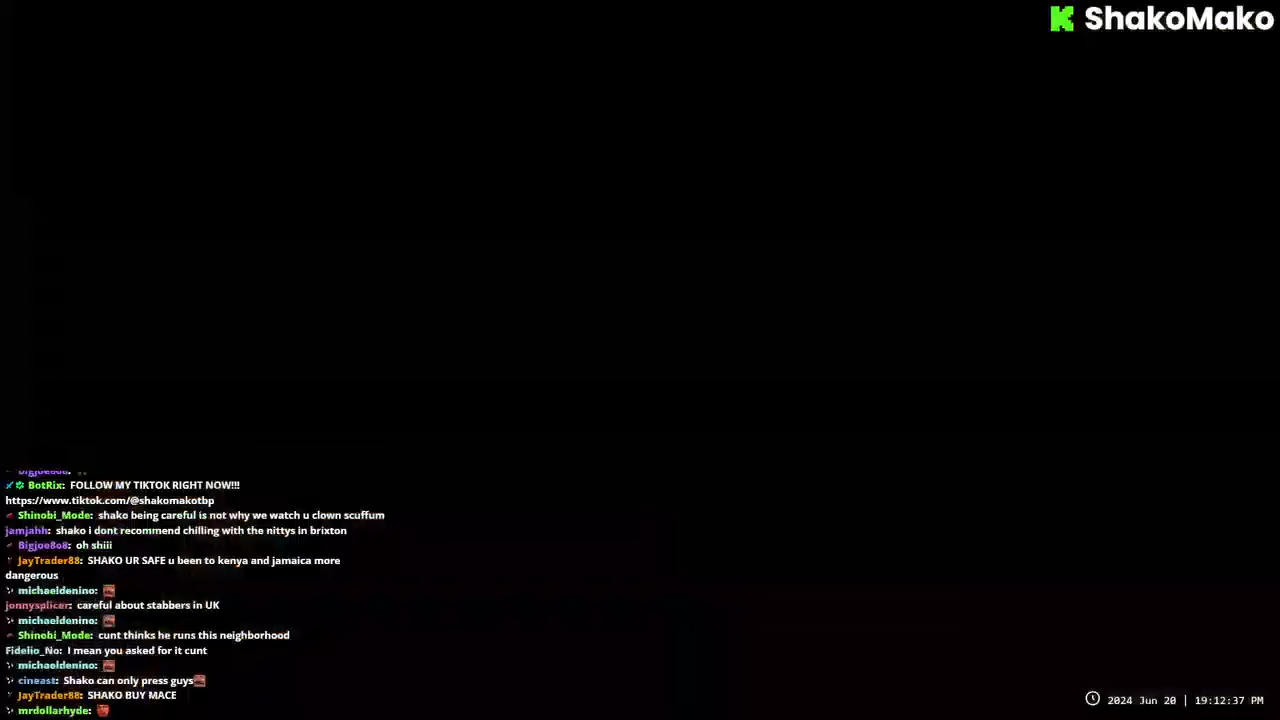 ShakoMako
BotRix: FOLLOW MY TIKTOK RIGHT NOW!!!
https://www.tiktok.com/@shakomakotbp
Shinobi_Mode: shako being careful is not why we watch u clown scuffum
jamjahh: shako i dont recommend chilling with the nittys in brixton
Bigjoe8o8: oh shiii
JayTrader88: SHAKO UR SAFE u been to kenya and jamaica more
dangerous
michaeldenino:
jonnysplicer: careful about stabbers in UK
michaeldenino:
Shinobi_Mode: cunt thinks he runs this neighborhood
Fidelio_No: I mean you asked for it cunt
michaeldenino:
cineast: Shako can only press guys
JayTrader88: SHAKO BUY MACE
mrdollarhyde:
2024 Jun 20 | 19:12:37 PM